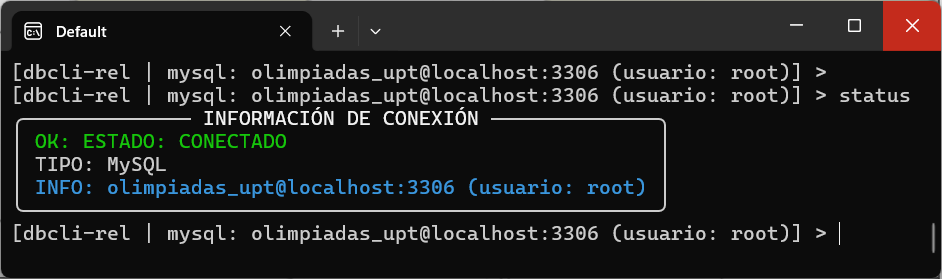 Default
[dbcli-rel | mysql: olimpiadas_upt@localhost:3306 (usuario: root)] >
[dbcli-rel | mysql: olimpiadas_upt@localhost:3306 (usuario: root)] > status
INFORMACIÓN DE CONEXIÓN
OK: ESTADO: CONECTADO
TIPO: MySQL
INFO: olimpiadas_upt@localhost:3306 (usuario: root)
[dbcli-rel | mysql: olimpiadas_upt@localhost:3306 (usuario: root)] >